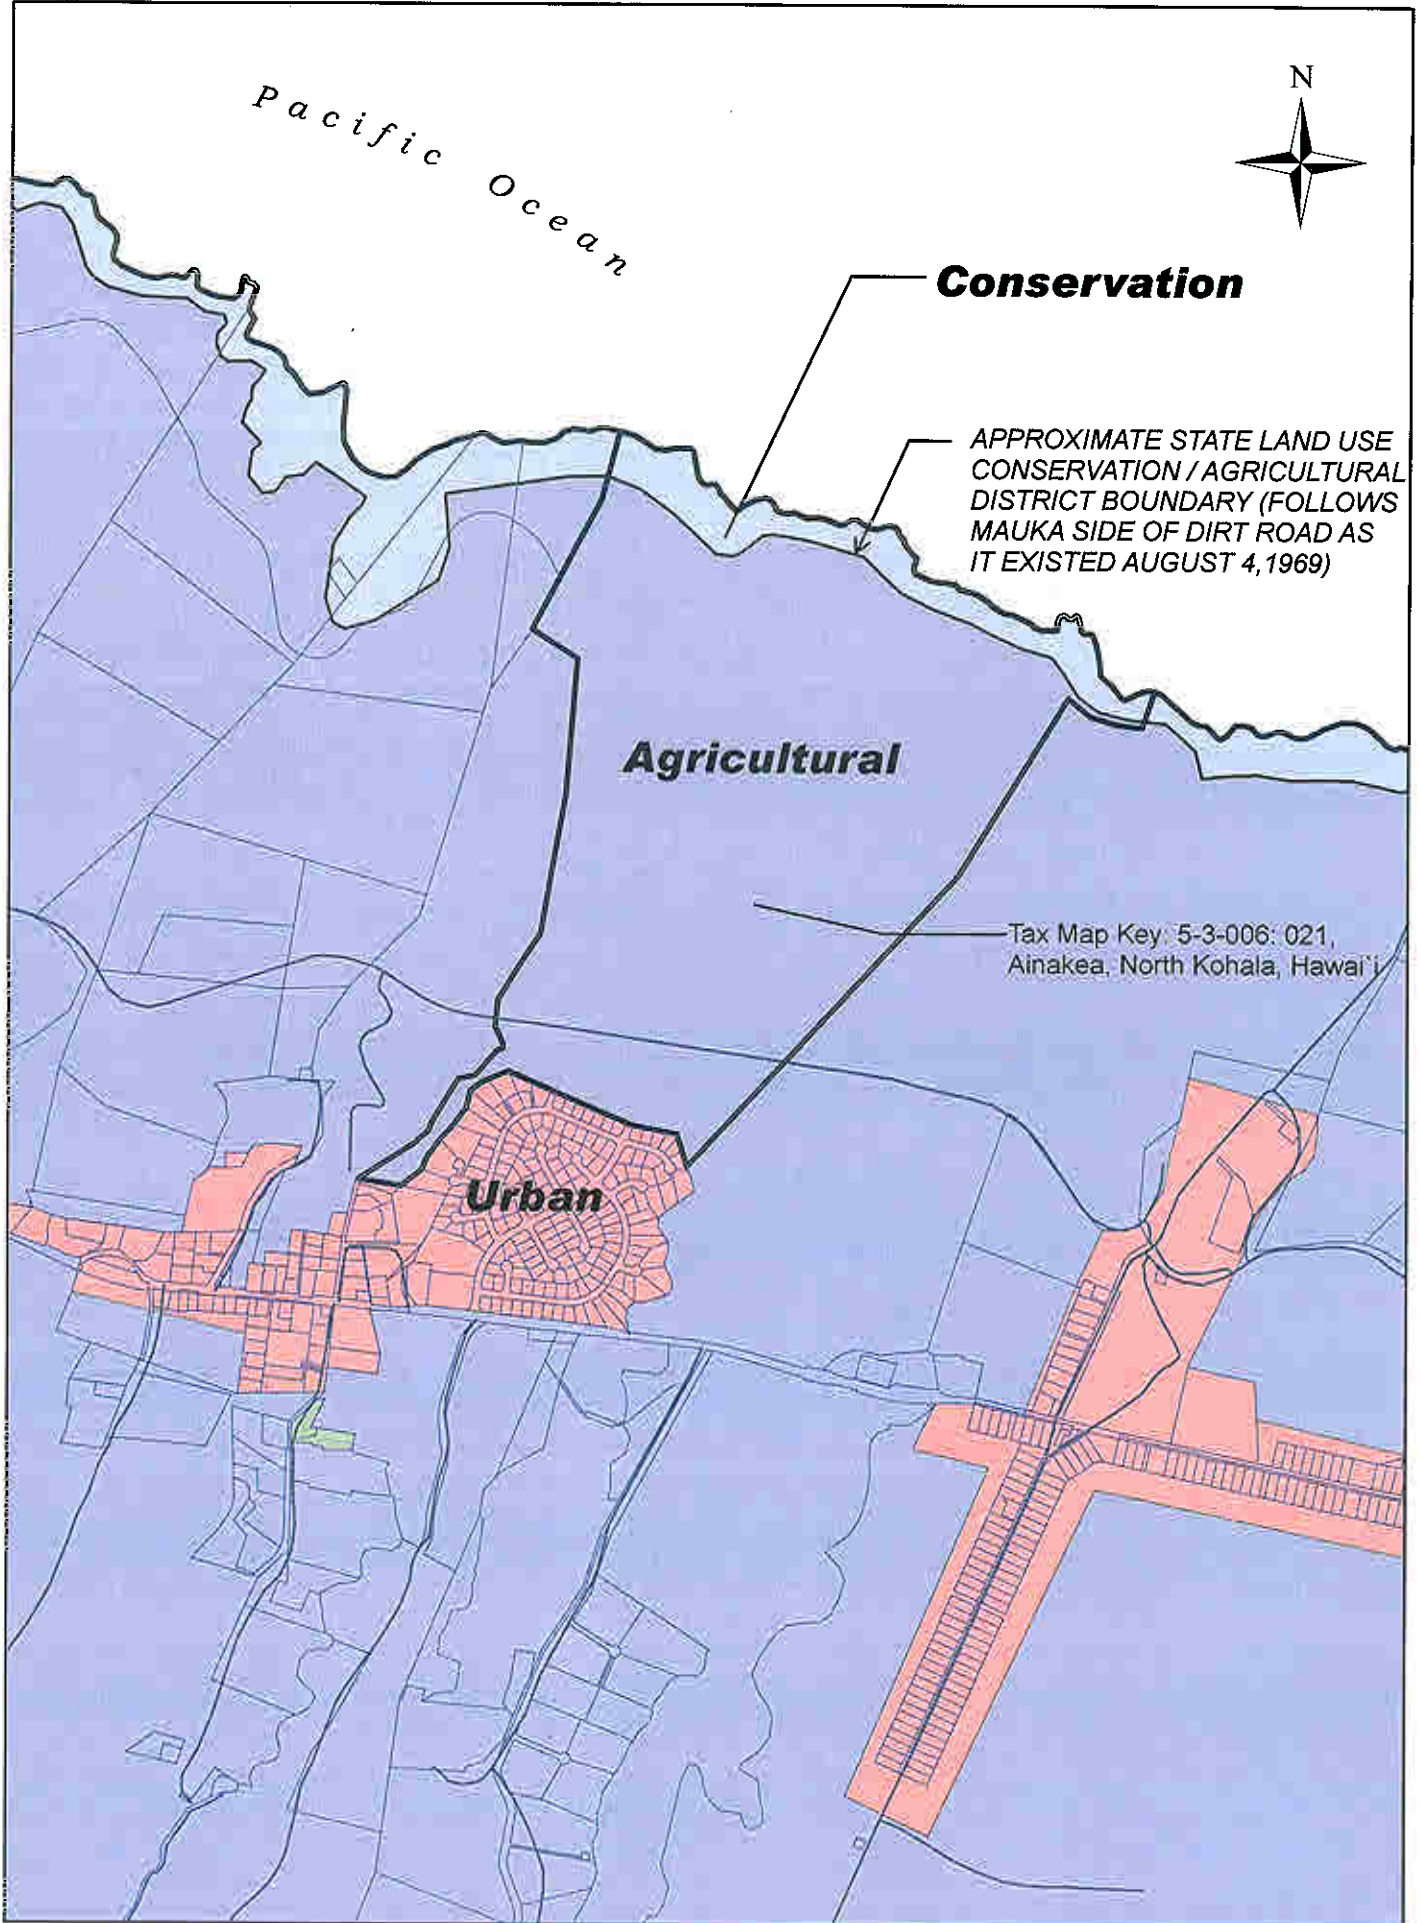 N
Pacific Ocean
Conservation
APPROXIMATE STATE LAND USE
CONSERVATION / AGRICULTURAL
DISTRICT BOUNDARY (FOLLOWS
MAUKA SIDE OF DIRT ROAD AS
IT EXISTED AUGUST 4,1969)
Agricultural
Tax Map Key: 5-3-006: 021,
Ainakea, North Kohala, Hawai`i
Urban